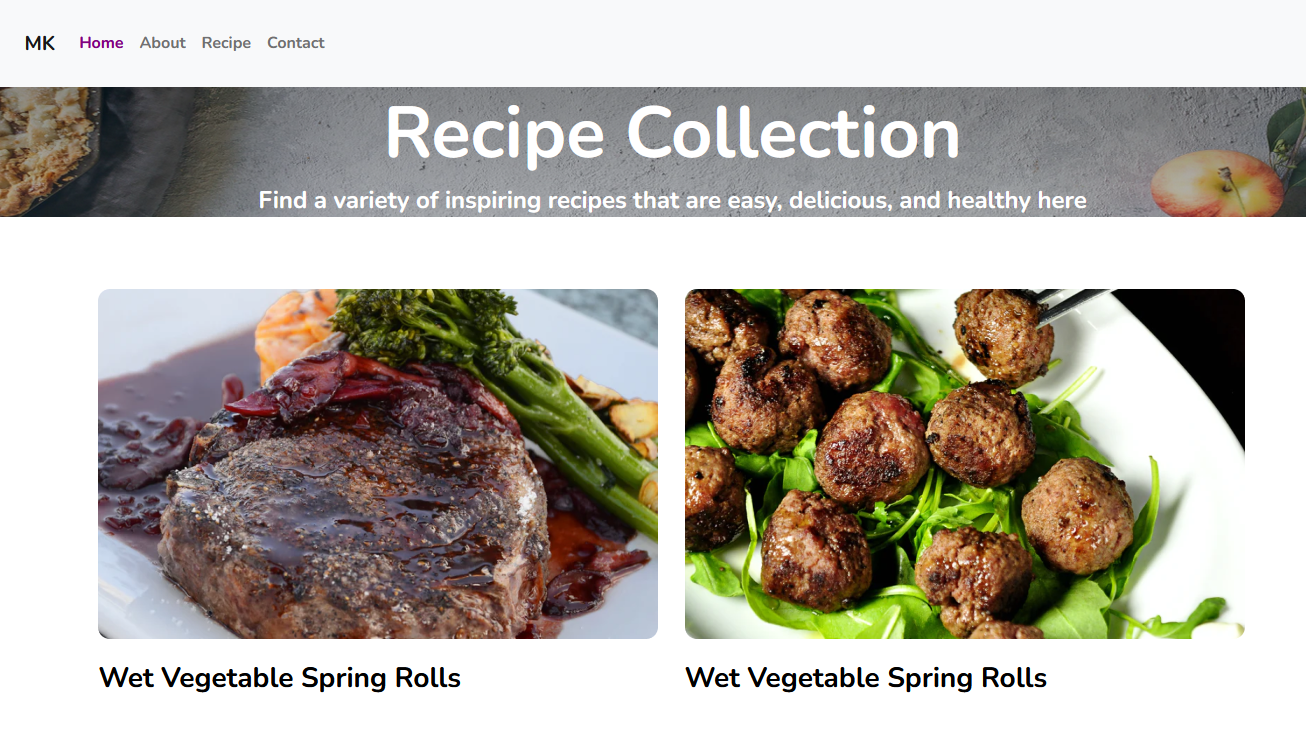 MK Home About Recipe Contact
Recipe Collection
Find a variety of inspiring recipes that are easy, delicious, and healthy here
Wet Vegetable Spring Rolls
Wet Vegetable Spring Rolls